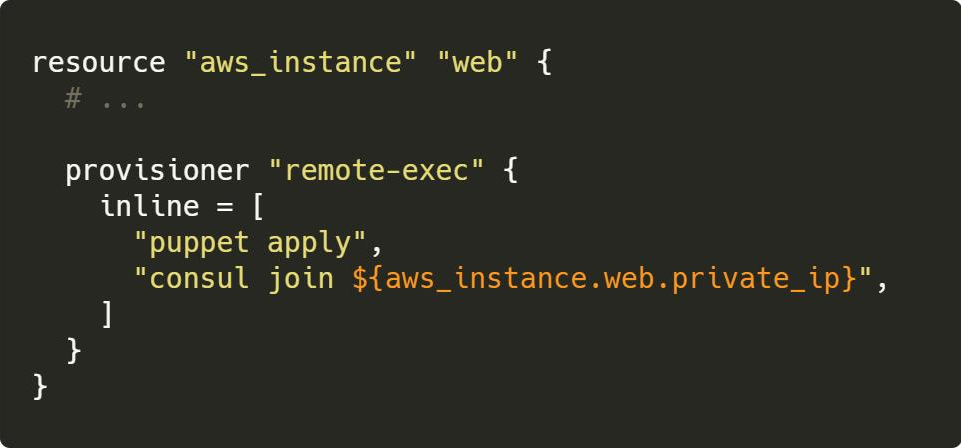 resource "aws_instance" "web" {
  # ...

  provisioner "remote-exec" {
    inline = [
      "puppet apply",
      "consul join ${aws_instance.web.private_ip}",
    ]
  }
}